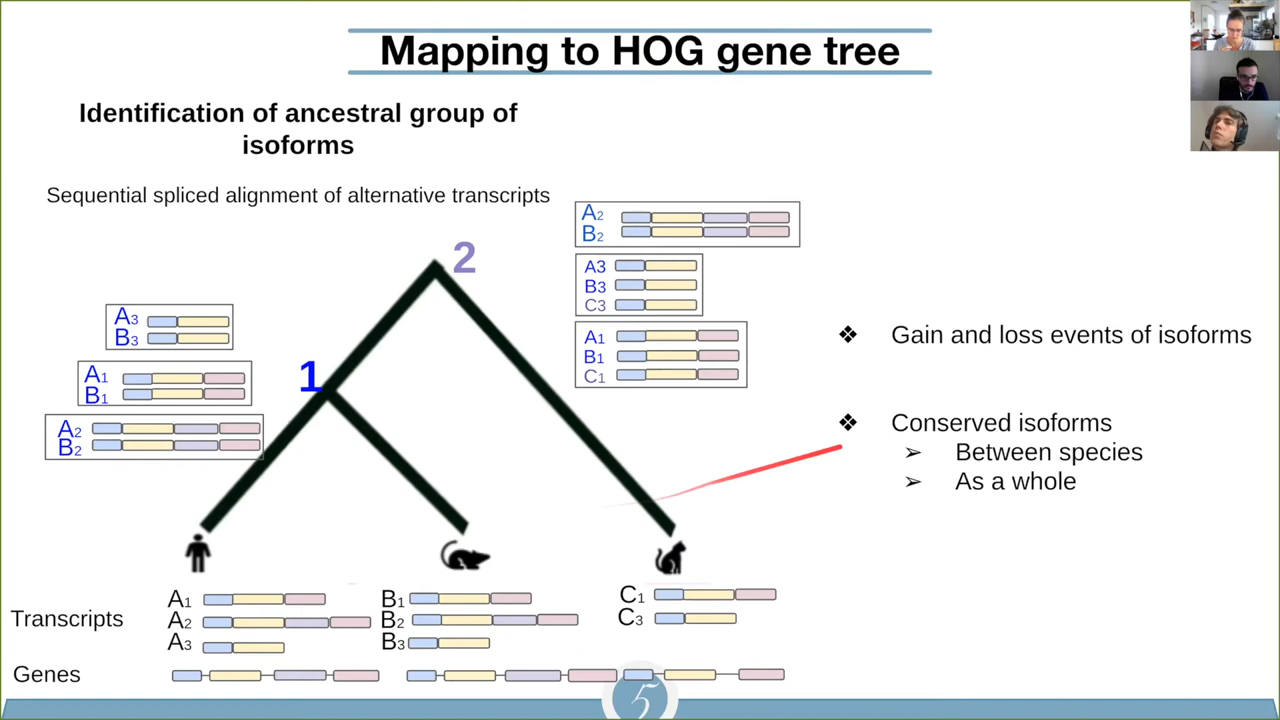 Mapping to HOG gene tree
Identification of ancestral group of
isoforms
Sequential spliced alignment of alternative transcripts
A2
B2
2
A3
B3
C3
A3
B3
A1
B1
C1
1
A1
B1
A2
B2
❖ Gain and loss events of isoforms
❖ Conserved isoforms
➢ Between species
➢ As a whole
Transcripts
A1
A2
A3
B1
B2
B3
C1
C3
Genes
5